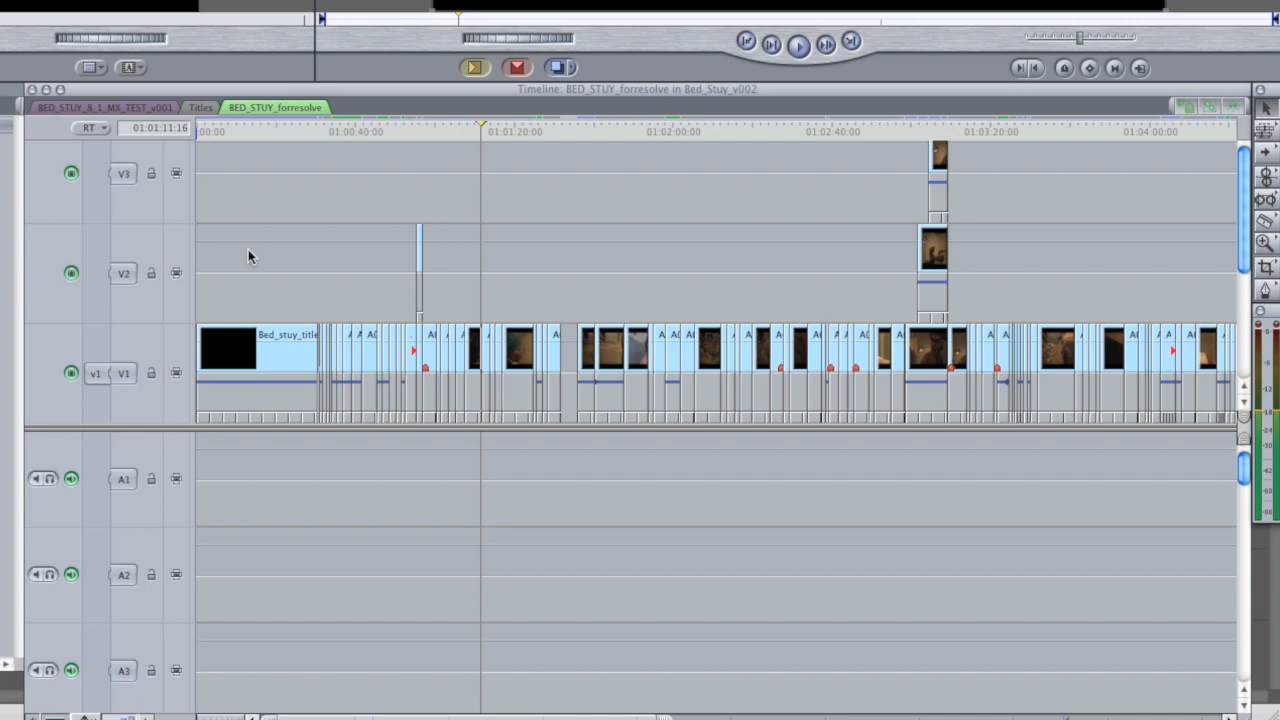 Timeline: BED_STUY_forresolve in Bed_Stuy_v002
BED_STUY_8_1_MX_TEST_v001 Titles BED_STUY_forresolve
RT 01:01:11:16 00:00 01:00:40:00 01:01:20:00 01:02:00:00 01:02:40:00 01:03:20:00 01:04:00:00
V3
V2
Bed_stuy_title
v1 V1
A1
A2
A3